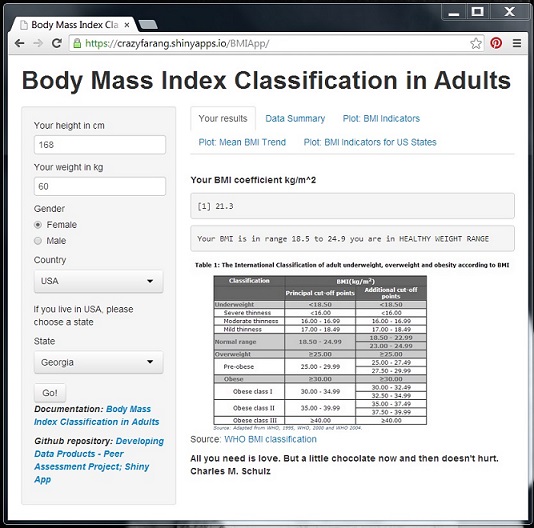 Body Mass Index Cla
https://crazyfarang.shinyapps.io/BMIApp/
Body Mass Index Classification in Adults
Your height in cm
168
Your weight in kg
60
Gender
Female
Male
Country
USA
If you live in USA, please
choose a state
State
Georgia
Go!
Documentation: Body Mass
Index Classification in Adults
Github repository: Developing
Data Products - Peer
Assessment Project; Shiny
App
Your results Data Summary Plot: BMI Indicators
Plot: Mean BMI Trend Plot: BMI Indicators for US States
Your BMI coefficient kg/m^2
[1] 21.3
Your BMI is in range 18.5 to 24.9 you are in HEALTHY WEIGHT RANGE
Table 1: The International Classification of adult underweight, overweight and obesity according to BMI
Classification BMI(kg/m²)
Principal cut-off points Additional cut-off
points
Underweight <18.50 <18.50
Severe thinness <16.00 <16.00
Moderate thinness 16.00 - 16.99 16.00 - 16.99
Mild thinness 17.00 - 18.49 17.00 - 18.49
Normal range 18.50 - 24.99 18.50 - 22.99
23.00 - 24.99
Overweight ≥25.00 ≥25.00
Pre-obese 25.00 - 29.99 25.00 - 27.49
27.50 - 29.99
Obese ≥30.00 ≥30.00
Obese class I 30.00 - 34.99 30.00 - 32.49
32.50 - 34.99
Obese class II 35.00 - 39.99 35.00 - 37.49
37.50 - 39.99
Obese class III ≥40.00 ≥40.00
Source: Adapted from WHO, 1995, WHO, 2000 and WHO 2004.
Source: WHO BMI classification
All you need is love. But a little chocolate now and then doesn't hurt.
Charles M. Schulz